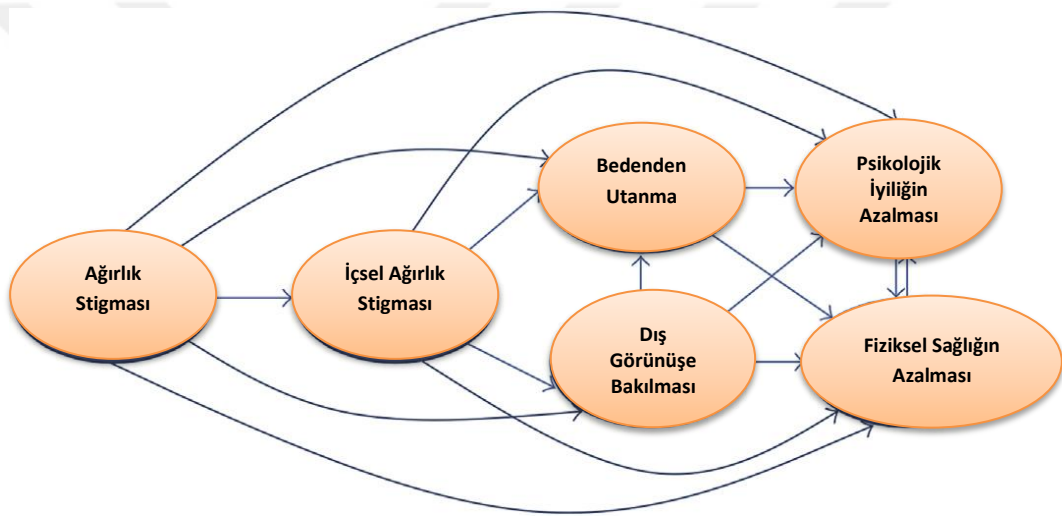 Ağırlık
Stigması
İçsel Ağırlık
Stigması
Bedenden
Utanma
Dış
Görünüşe
Bakılması
Psikolojik
İyiliğin
Azalması
Fiziksel Sağlığın
Azalması